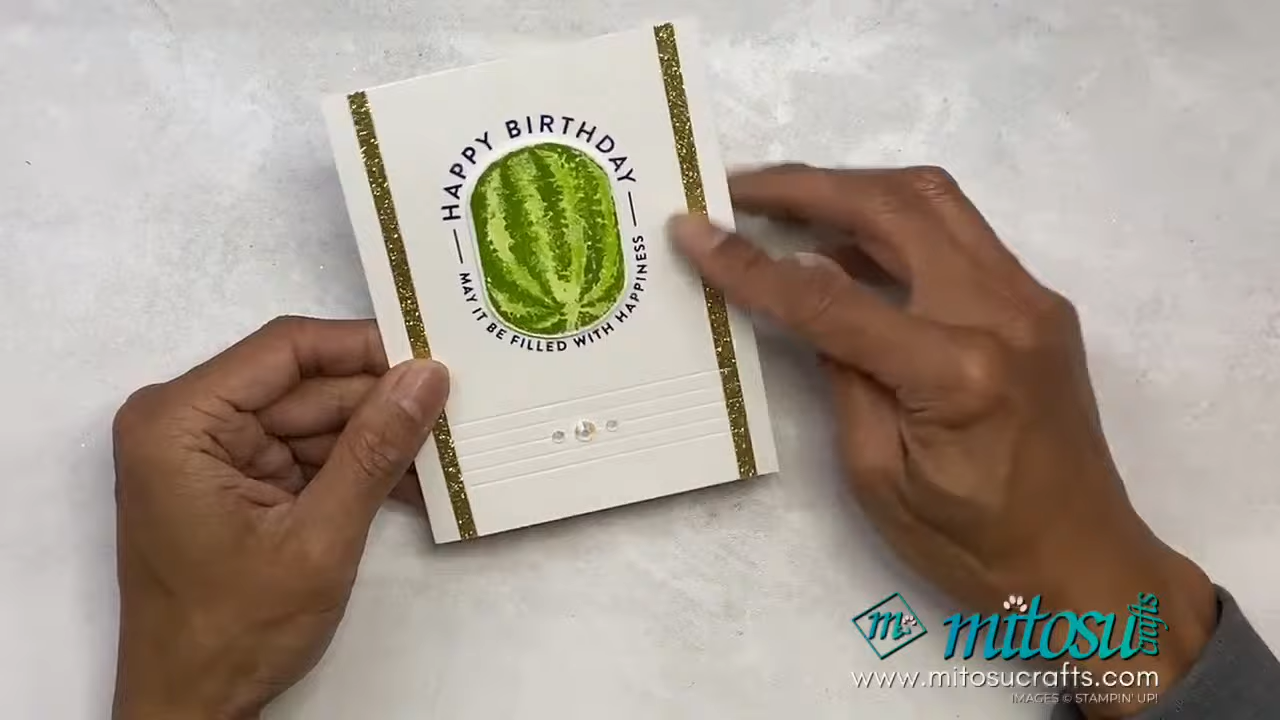 HAPPY BIRTHDAY
MAY IT BE FILLED WITH HAPPINESS
m
mitosu crafts
www.mitosucrafts.com
IMAGES © STAMPIN' UP!